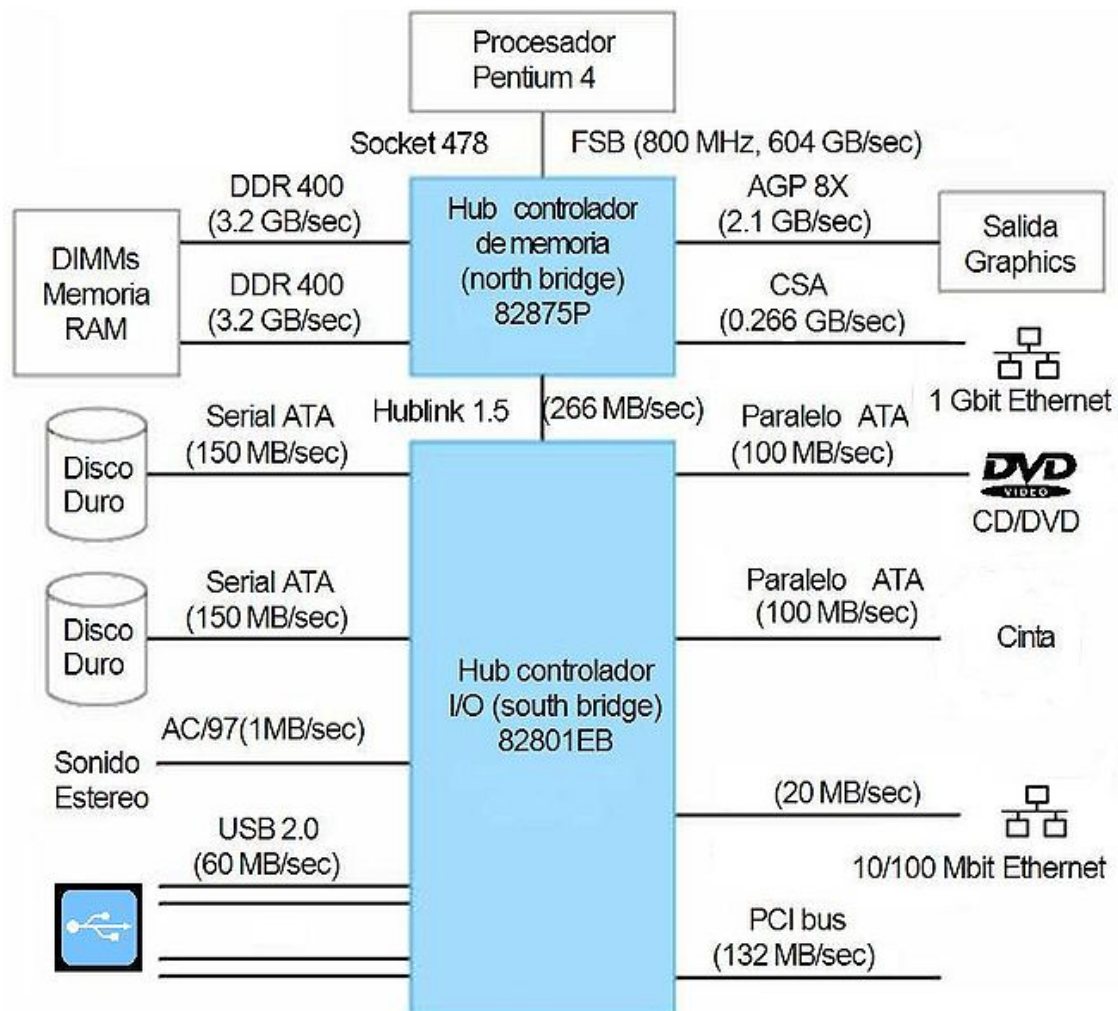 Procesador
Pentium 4
Socket 478
FSB (800 MHz, 604 GB/sec)
DDR 400
(3.2 GB/sec)
DIMMs
Memoria
RAM
DDR 400
(3.2 GB/sec)
Hub controlador
de memoria
(north bridge)
82875P
AGP 8X
(2.1 GB/sec)
Salida
Graphics
CSA
(0.266 GB/sec)
1 Gbit Ethernet
Hublink 1.5
(266 MB/sec)
Serial ATA
(150 MB/sec)
Disco
Duro
Paralelo ATA
(100 MB/sec)
DVD
VIDEO
CD/DVD
Serial ATA
(150 MB/sec)
Disco
Duro
Paralelo ATA
(100 MB/sec)
Cinta
Hub controlador
I/O (south bridge)
82801EB
AC/97(1MB/sec)
Sonido
Estereo
(20 MB/sec)
10/100 Mbit Ethernet
USB 2.0
(60 MB/sec)
PCI bus
(132 MB/sec)